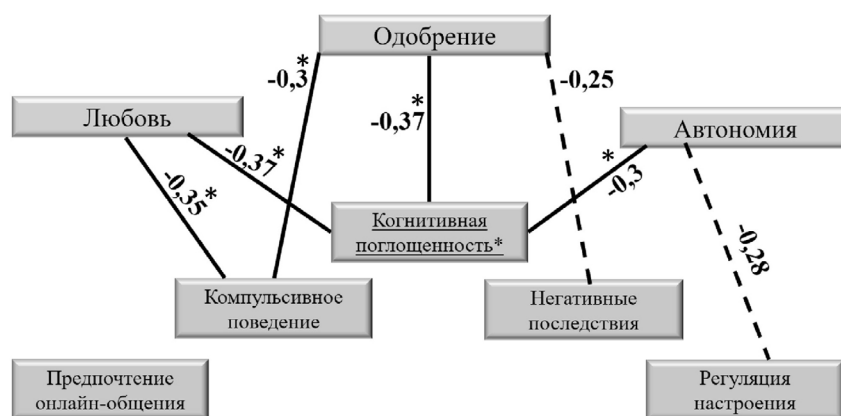 Одобрение
-0,3*
-0,37*
-0,25
Любовь
Автономия
-0,37*
-0,35*
*
-0,3
Когнитивная
поглощенность*
-0,28
Компульсивное
поведение
Негативные
последствия
Предпочтение
онлайн-общения
Регуляция
настроения